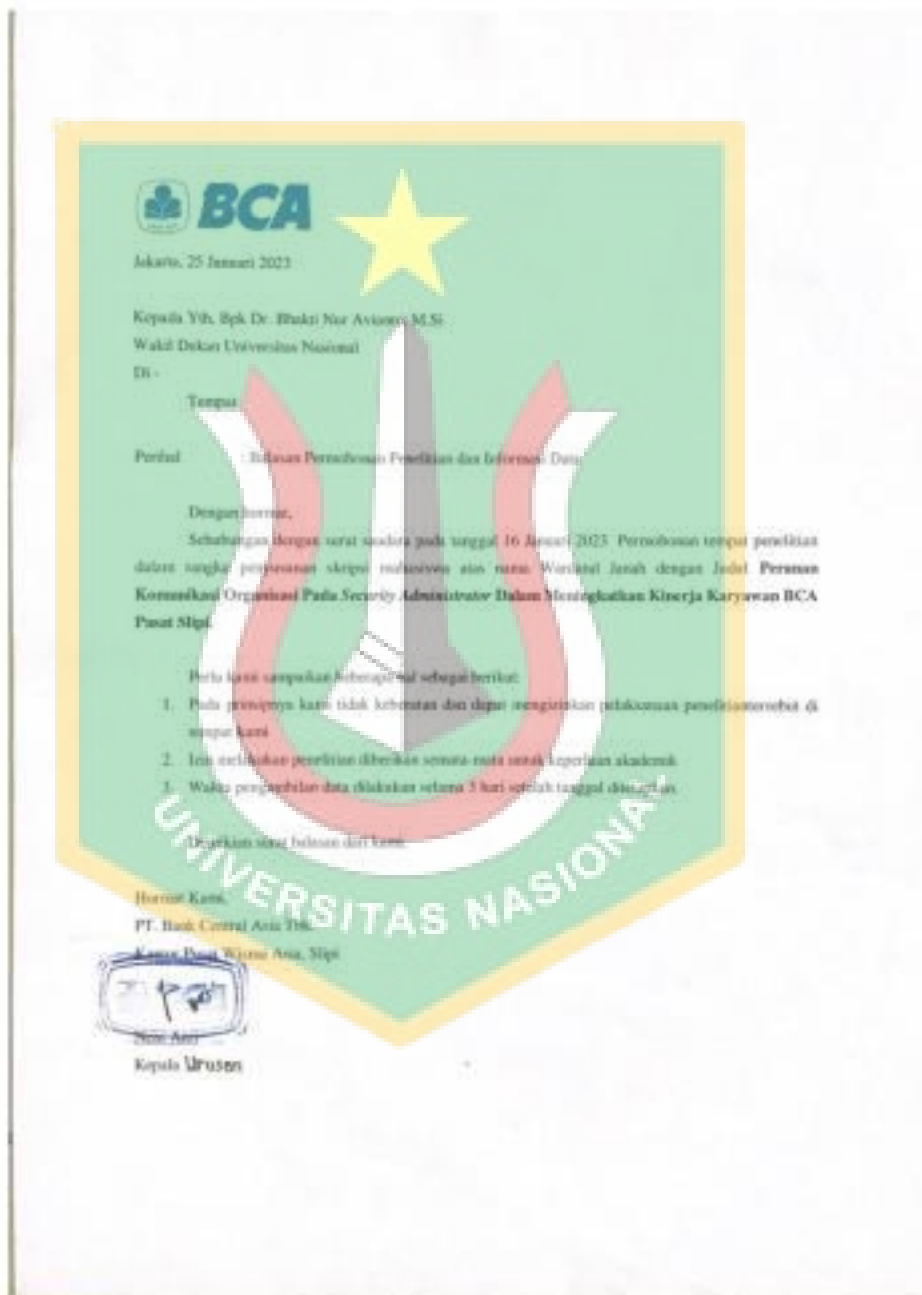 BCA
Jakarta, 25 Januari 2023
Kepada Yth, Bpk Dr. Bhakti Nur Avianto M.Si
Wakil Dekan Universitas Nasional
Di -
Tempat
Perihal : Balasan Permohonan Penelitian dan Informasi Data
Dengan hormat,
Sehubungan dengan surat saudara pada tanggal 16 Januari 2023 Permohonan tempat penelitian
dalam rangka penyusunan skripsi mahasiswa atas nama Janah dengan Judul Peranan
Komunikasi Organisasi Pada Security Administrator Dalam Meningkatkan Kinerja Karyawan BCA
Pusat Slipi.
Perlu kami sampaikan beberapa hal sebagai berikut:
1. Pada prinsipnya kami tidak keberatan dan dapat mengizinkan pelaksanaan penelitiantersebut di
tempat kami
2. Izin melakukan penelitian diberikan semata-mata untuk keperluan akademik
3. Waktu pengambilan data dilakukan selama 3 hari setelah tanggal ditetapkan
Demikian surat balasan dari kami.
UNIVERSITAS NASIONAL
Hormat Kami,
PT. Bank Central Asia Tbk.
Kantor Pusat Wisma Asia, Slipi
Kepala Urusan